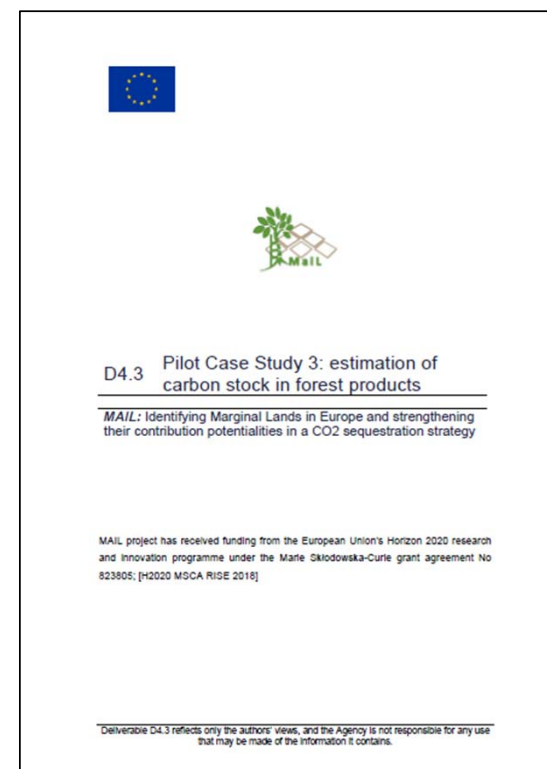 MaiL
D4.3 Pilot Case Study 3: estimation of
carbon stock in forest products
MAIL: Identifying Marginal Lands in Europe and strengthening
their contribution potentialities in a CO2 sequestration strategy
MAIL project has received funding from the European Union's Horizon 2020 research
and innovation programme under the Marie Skłodowska-Curie grant agreement No
823805; [H2020 MSCA RISE 2018]
Deliverable D4.3 reflects only the authors' views, and the Agency is not responsible for any use
that may be made of the information it contains.